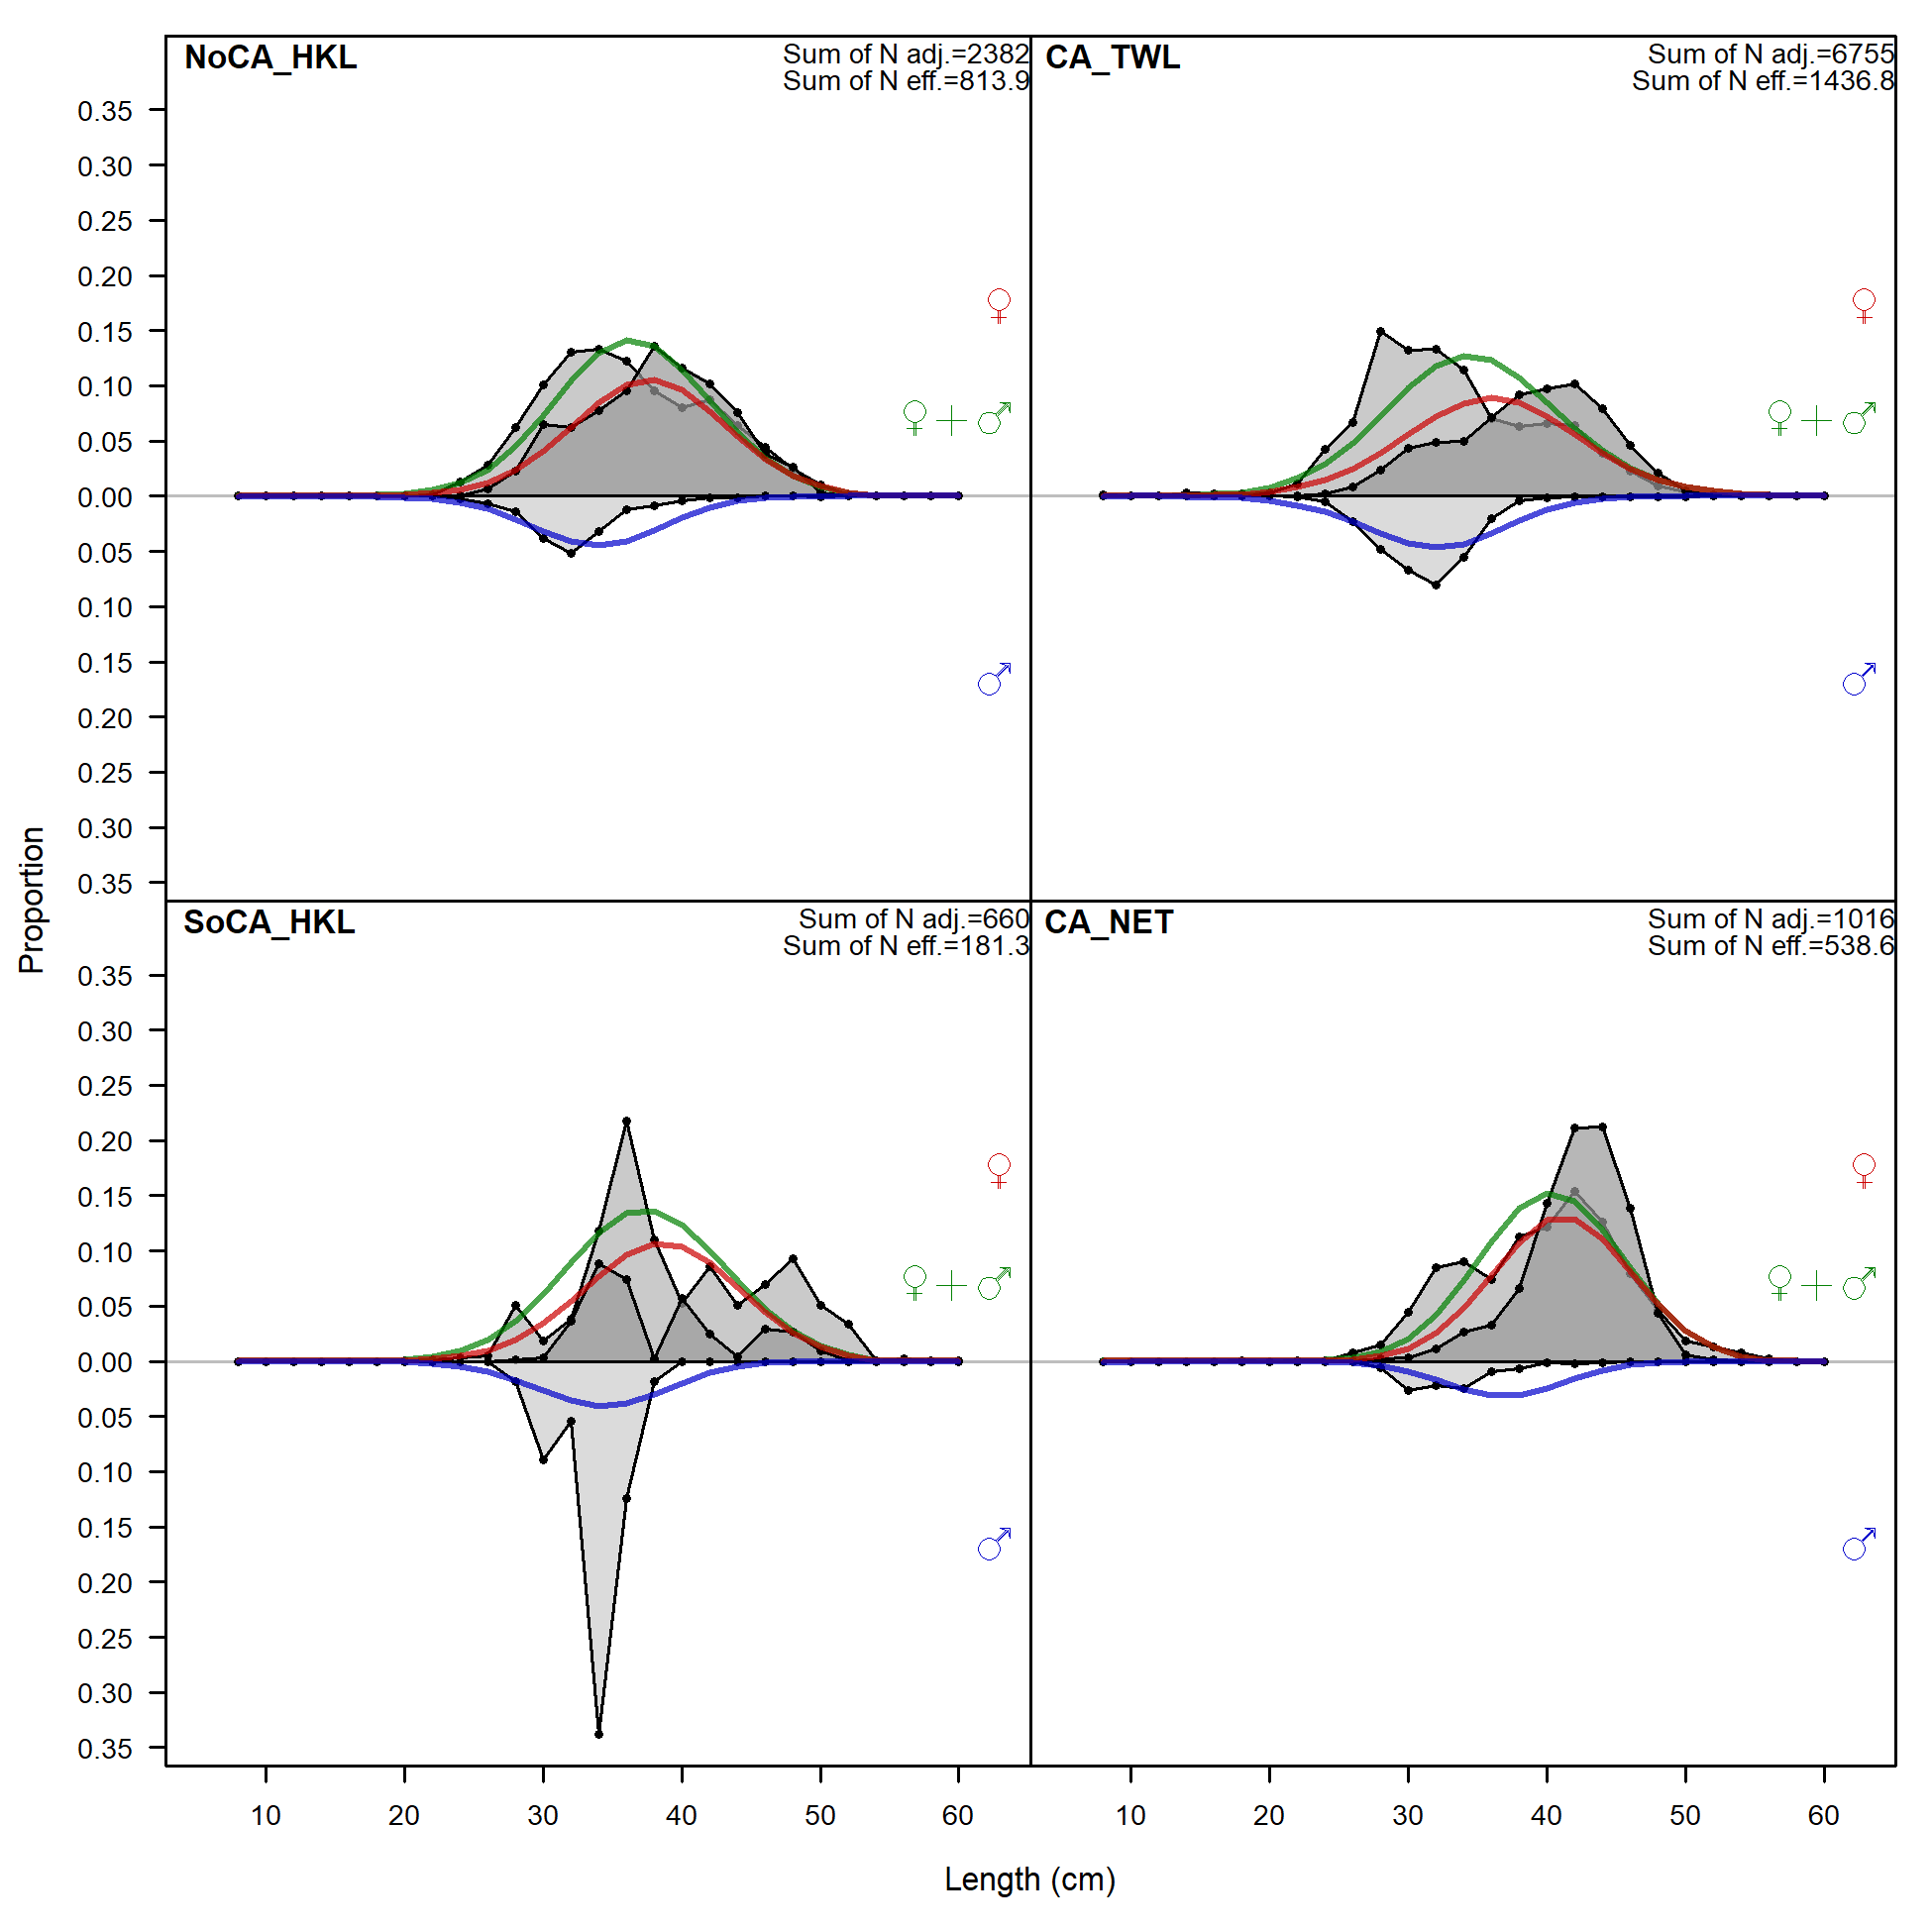 NoCA_HKL
Sum of N adj.=2382
Sum of N eff.=813.9
CA_TWL
Sum of N adj.=6755
Sum of N eff.=1436.8
0.35
0.30
0.25
0.20
0.15
0.10
0.05
0.00
0.05
0.10
0.15
0.20
0.25
0.30
0.35
♀
♀+♂
♂
♀
♀+♂
♂
Proportion
SoCA_HKL
Sum of N adj.=660
Sum of N eff.=181.3
CA_NET
Sum of N adj.=1016
Sum of N eff.=538.6
0.35
0.30
0.25
0.20
0.15
0.10
0.05
0.00
0.05
0.10
0.15
0.20
0.25
0.30
0.35
♀
♀+♂
♂
♀
♀+♂
♂
10 20 30 40 50 60
10 20 30 40 50 60
Length (cm)